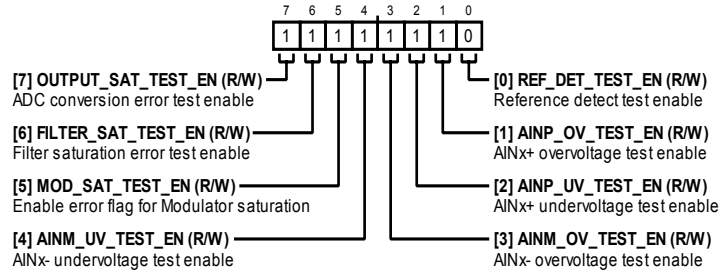 7 6 5 4 3 2 1 0
1 1 1 1 1 1 1 0
[7] OUTPUT_SAT_TEST_EN (R/W)
ADC conversion error test enable
[6] FILTER_SAT_TEST_EN (R/W)
Filter saturation error test enable
[5] MOD_SAT_TEST_EN (R/W)
Enable error flag for Modulator saturation
[4] AINM_UV_TEST_EN (R/W)
AINx- undervoltage test enable
[0] REF_DET_TEST_EN (R/W)
Reference detect test enable
[1] AINP_OV_TEST_EN (R/W)
AINx+ overvoltage test enable
[2] AINP_UV_TEST_EN (R/W)
AINx+ undervoltage test enable
[3] AINM_OV_TEST_EN (R/W)
AINx- overvoltage test enable